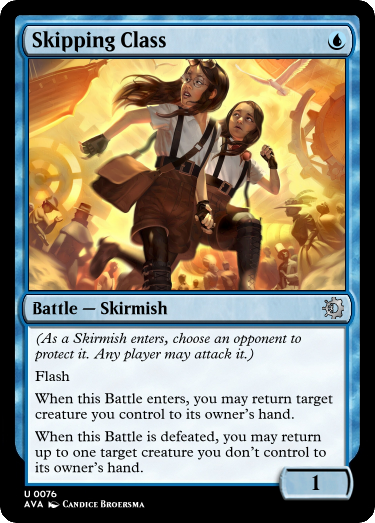 Skipping Class
Battle — Skirmish
(As a Skirmish enters, choose an opponent to
protect it. Any player may attack it.)
Flash
When this Battle enters, you may return target
creature you control to its owner's hand.
When this Battle is defeated, you may return
up to one target creature you don't control to
its owner's hand.
1
U 0076
AVA Candice Broersma